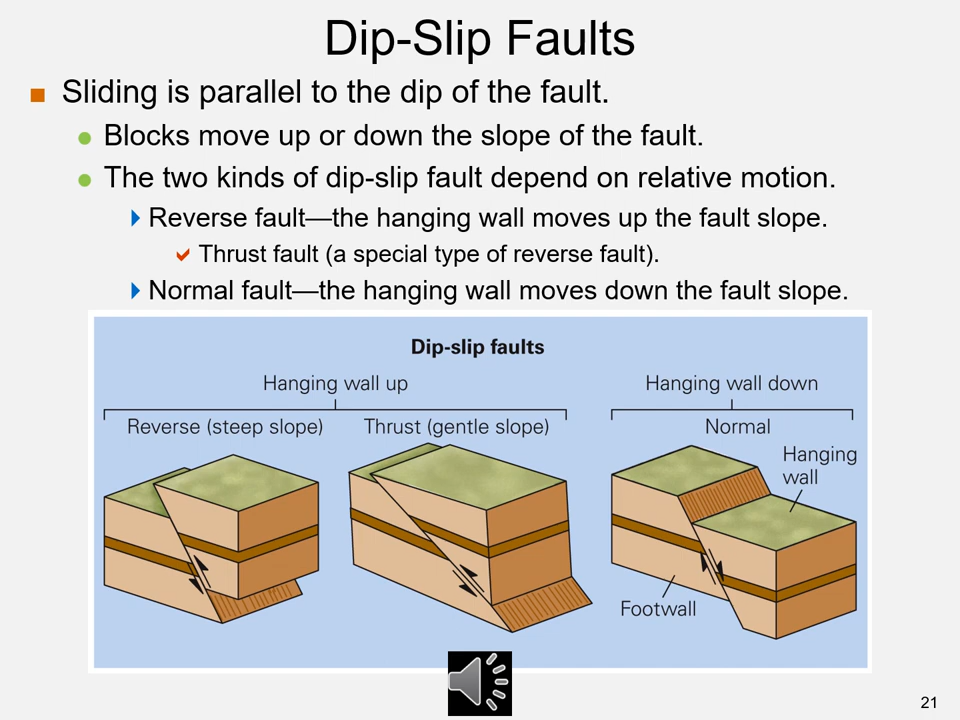 Dip-Slip Faults
Sliding is parallel to the dip of the fault.
Blocks move up or down the slope of the fault.
The two kinds of dip-slip fault depend on relative motion.
Reverse fault—the hanging wall moves up the fault slope.
Thrust fault (a special type of reverse fault).
Normal fault—the hanging wall moves down the fault slope.
Dip-slip faults
Hanging wall up
Hanging wall down
Reverse (steep slope)
Thrust (gentle slope)
Normal
Hanging
wall
Footwall
21